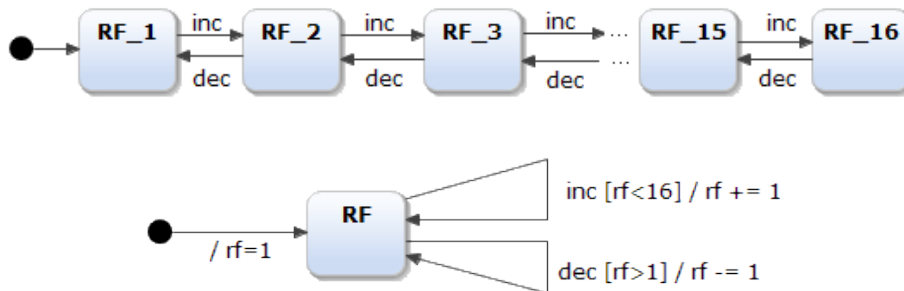 RF_1 inc RF_2 inc RF_3 inc ... RF_15 inc RF_16
dec dec dec ... dec
RF
inc [rf<16] / rf += 1
/ rf=1
dec [rf>1] / rf -= 1